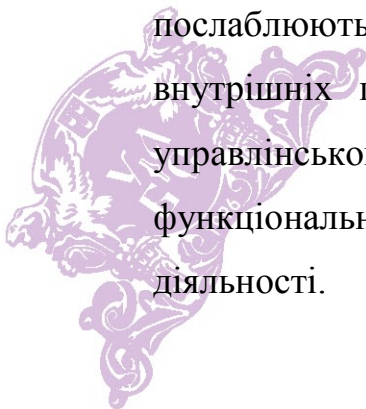 послаблюють
внутрішніх
управлінсько
функціональн
діяльності.